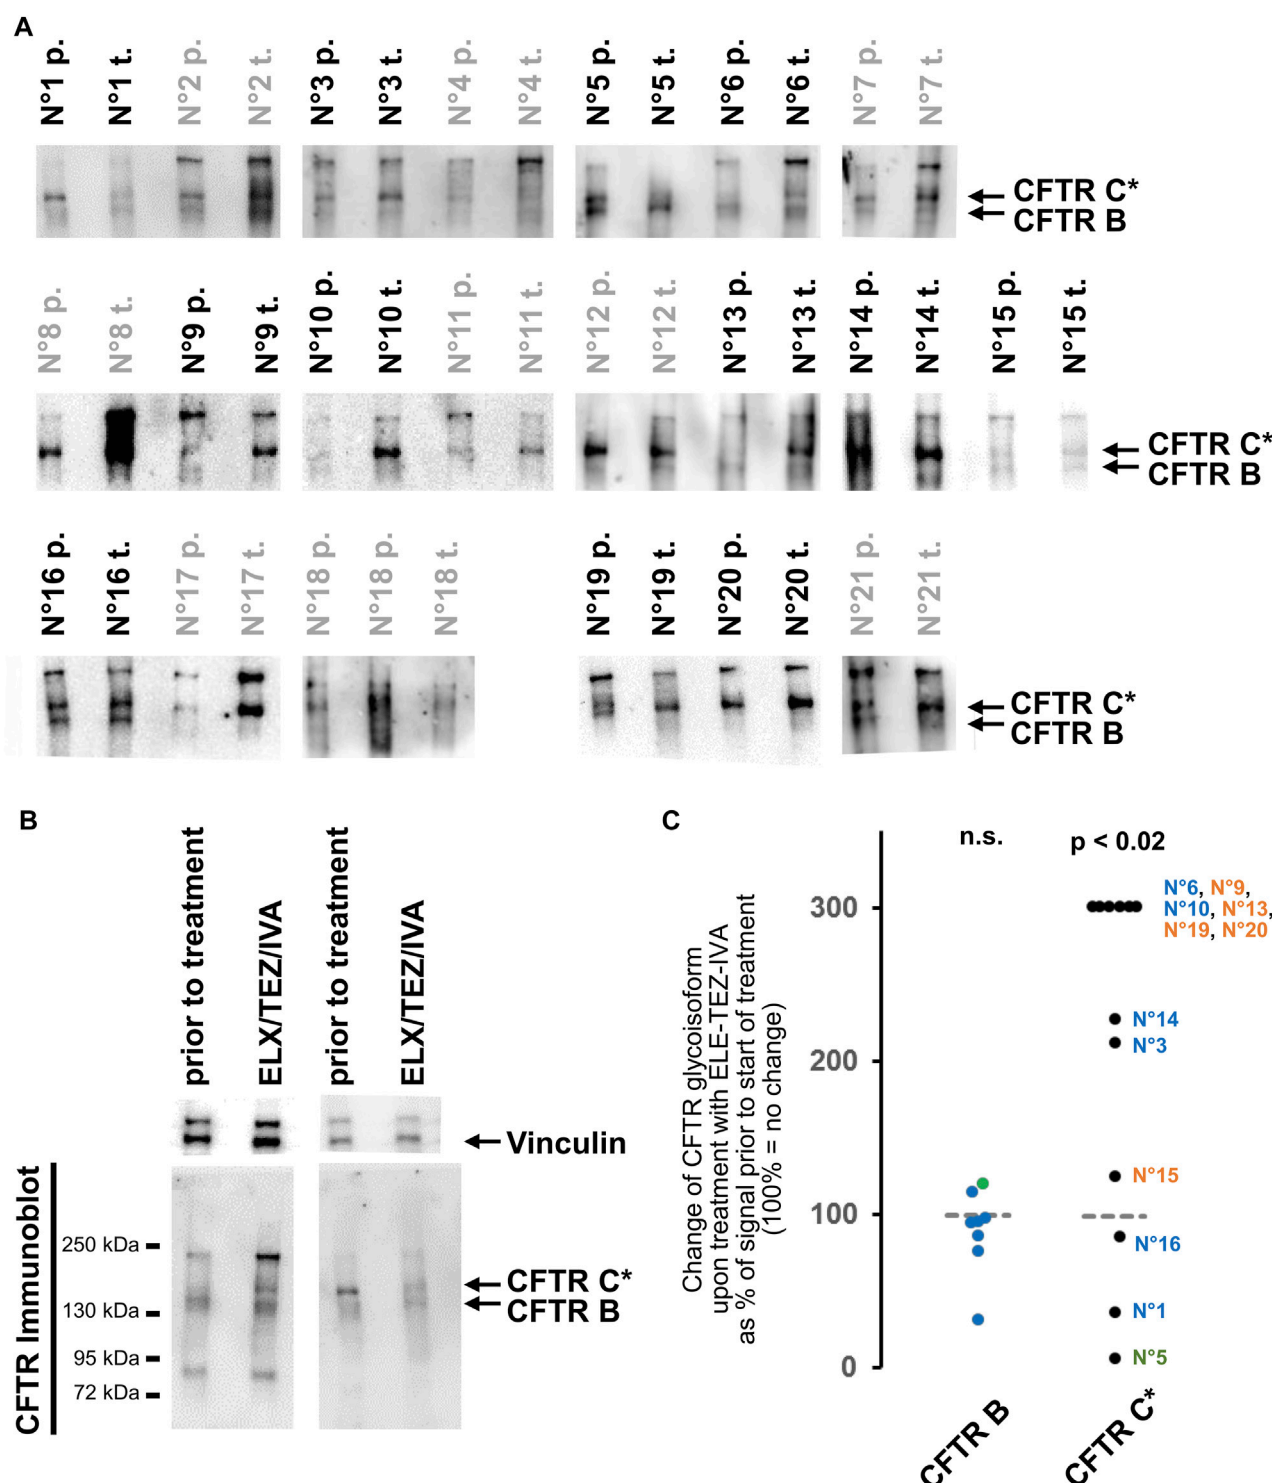 A
N°1 p.
N°1 t.
N°2 p.
N°2 t.
N°3 p.
N°3 t.
N°4 p.
N°4 t.
N°5 p.
N°5 t.
N°6 p.
N°6 t.
N°7 p.
N°7 t.
CFTR C*
CFTR B
N°8 p.
N°8 t.
N°9 p.
N°9 t.
N°10 p.
N°10 t.
N°11 p.
N°11 t.
N°12 p.
N°12 t.
N°13 p.
N°13 t.
N°14 p.
N°14 t.
N°15 p.
N°15 t.
CFTR C*
CFTR B
N°16 p.
N°16 t.
N°17 p.
N°17 t.
N°18 p.
N°18 p.
N°18 t.
N°19 p.
N°19 t.
N°20 p.
N°20 t.
N°21 p.
N°21 t.
CFTR C*
CFTR B
B
prior to treatment
ELX/TEZ/IVA
prior to treatment
ELX/TEZ/IVA
Vinculin
CFTR Immunoblot
250 kDa
130 kDa
95 kDa
72 kDa
CFTR C*
CFTR B
C
Change of CFTR glycoisoform
upon treatment with ELE-TEZ-IVA
as % of signal prior to start of treatment
(100% = no change)
300
200
100
0
n.s.
p < 0.02
N°6, N°9,
N°10, N°13,
N°19, N°20
N°14
N°3
N°15
N°16
N°1
N°5
CFTR B
CFTR C*